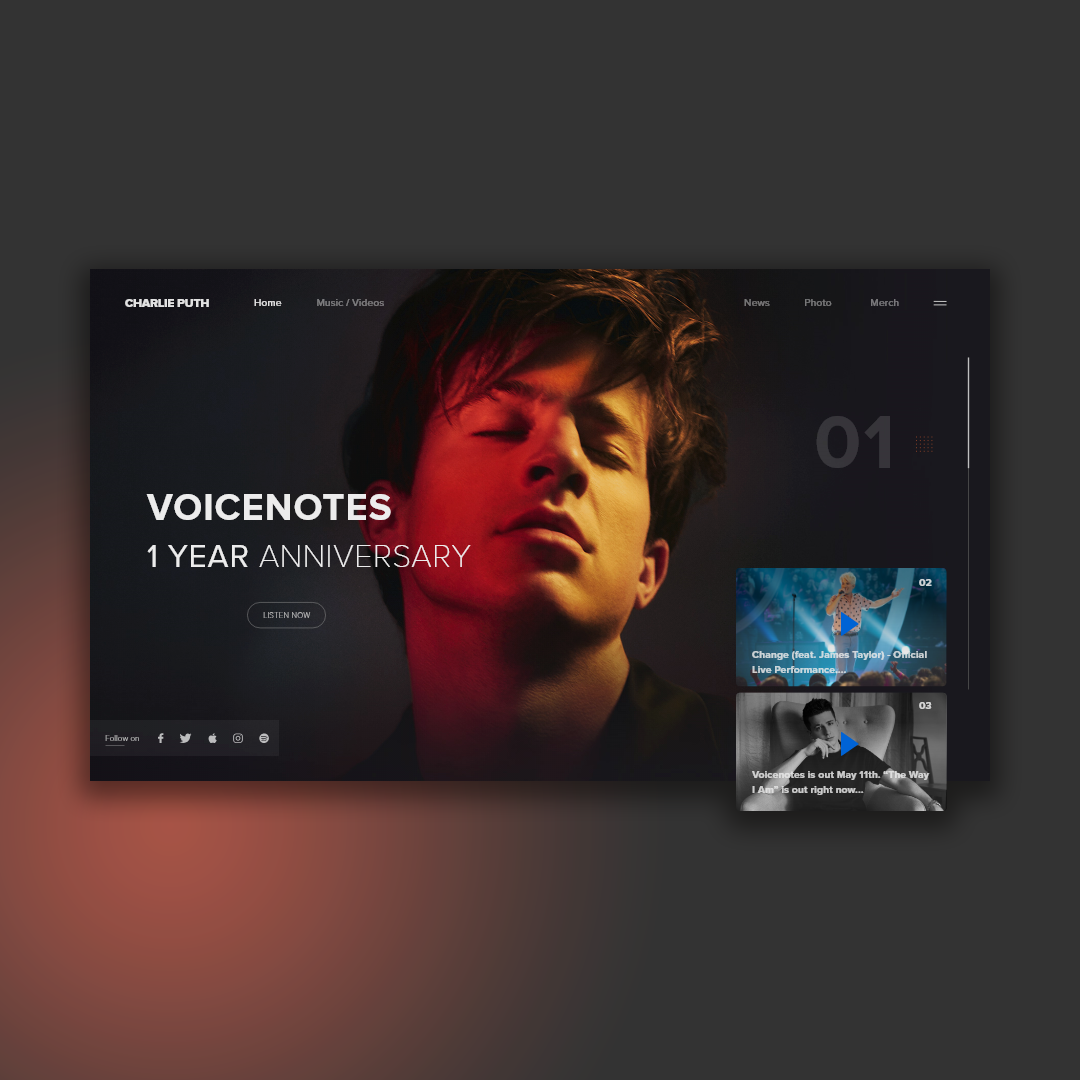 CHARLIE PUTH Home Music / Videos News Photo Merch
01
VOICENOTES
1 YEAR ANNIVERSARY
LISTEN NOW
02
Change (feat. James Taylor) - Official
Live Performance....
03
Voicenotes is out May 11th. "The Way
I Am" is out right now...
Follow on